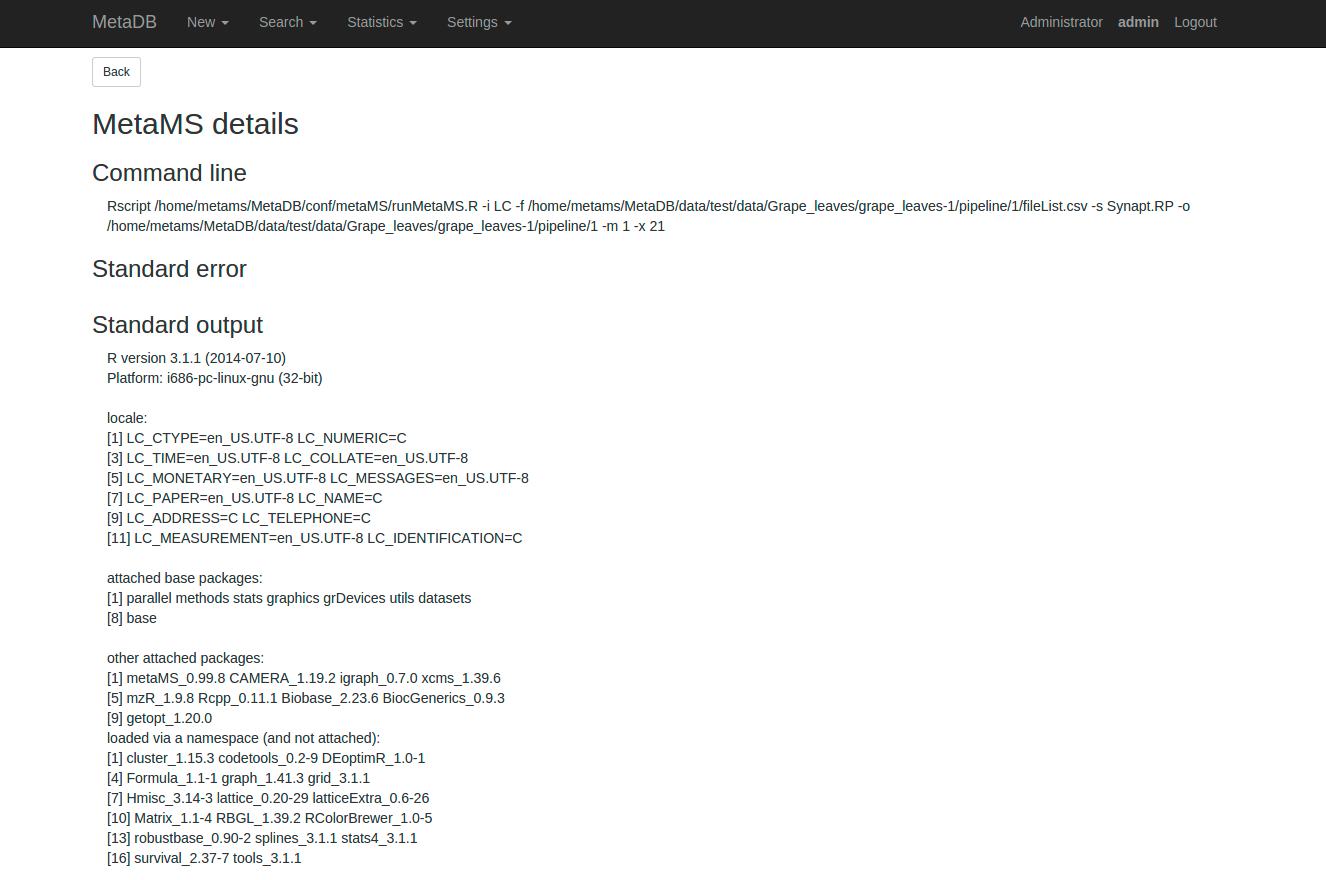 MetaDB New Search Statistics Settings Administrator admin Logout
Back
MetaMS details
Command line
Rscript /home/metams/MetaDB/conf/metaMS/runMetaMS.R -i LC -f /home/metams/MetaDB/data/test/data/Grape_leaves/grape_leaves-1/pipeline/1/fileList.csv -s Synapt.RP -o
/home/metams/MetaDB/data/test/data/Grape_leaves/grape_leaves-1/pipeline/1 -m 1 -x 21
Standard error
Standard output
R version 3.1.1 (2014-07-10)
Platform: i686-pc-linux-gnu (32-bit)
locale:
[1] LC_CTYPE=en_US.UTF-8 LC_NUMERIC=C
[3] LC_TIME=en_US.UTF-8 LC_COLLATE=en_US.UTF-8
[5] LC_MONETARY=en_US.UTF-8 LC_MESSAGES=en_US.UTF-8
[7] LC_PAPER=en_US.UTF-8 LC_NAME=C
[9] LC_ADDRESS=C LC_TELEPHONE=C
[11] LC_MEASUREMENT=en_US.UTF-8 LC_IDENTIFICATION=C
attached base packages:
[1] parallel methods stats graphics grDevices utils datasets
[8] base
other attached packages:
[1] metaMS_0.99.8 CAMERA_1.19.2 igraph_0.7.0 xcms_1.39.6
[5] mzR_1.9.8 Rcpp_0.11.1 Biobase_2.23.6 BiocGenerics_0.9.3
[9] getopt_1.20.0
loaded via a namespace (and not attached):
[1] cluster_1.15.3 codetools_0.2-9 DEoptimR_1.0-1
[4] Formula_1.1-1 graph_1.41.3 grid_3.1.1
[7] Hmisc_3.14-3 lattice_0.20-29 latticeExtra_0.6-26
[10] Matrix_1.1-4 RBGL_1.39.2 RColorBrewer_1.0-5
[13] robustbase_0.90-2 splines_3.1.1 stats4_3.1.1
[16] survival_2.37-7 tools_3.1.1